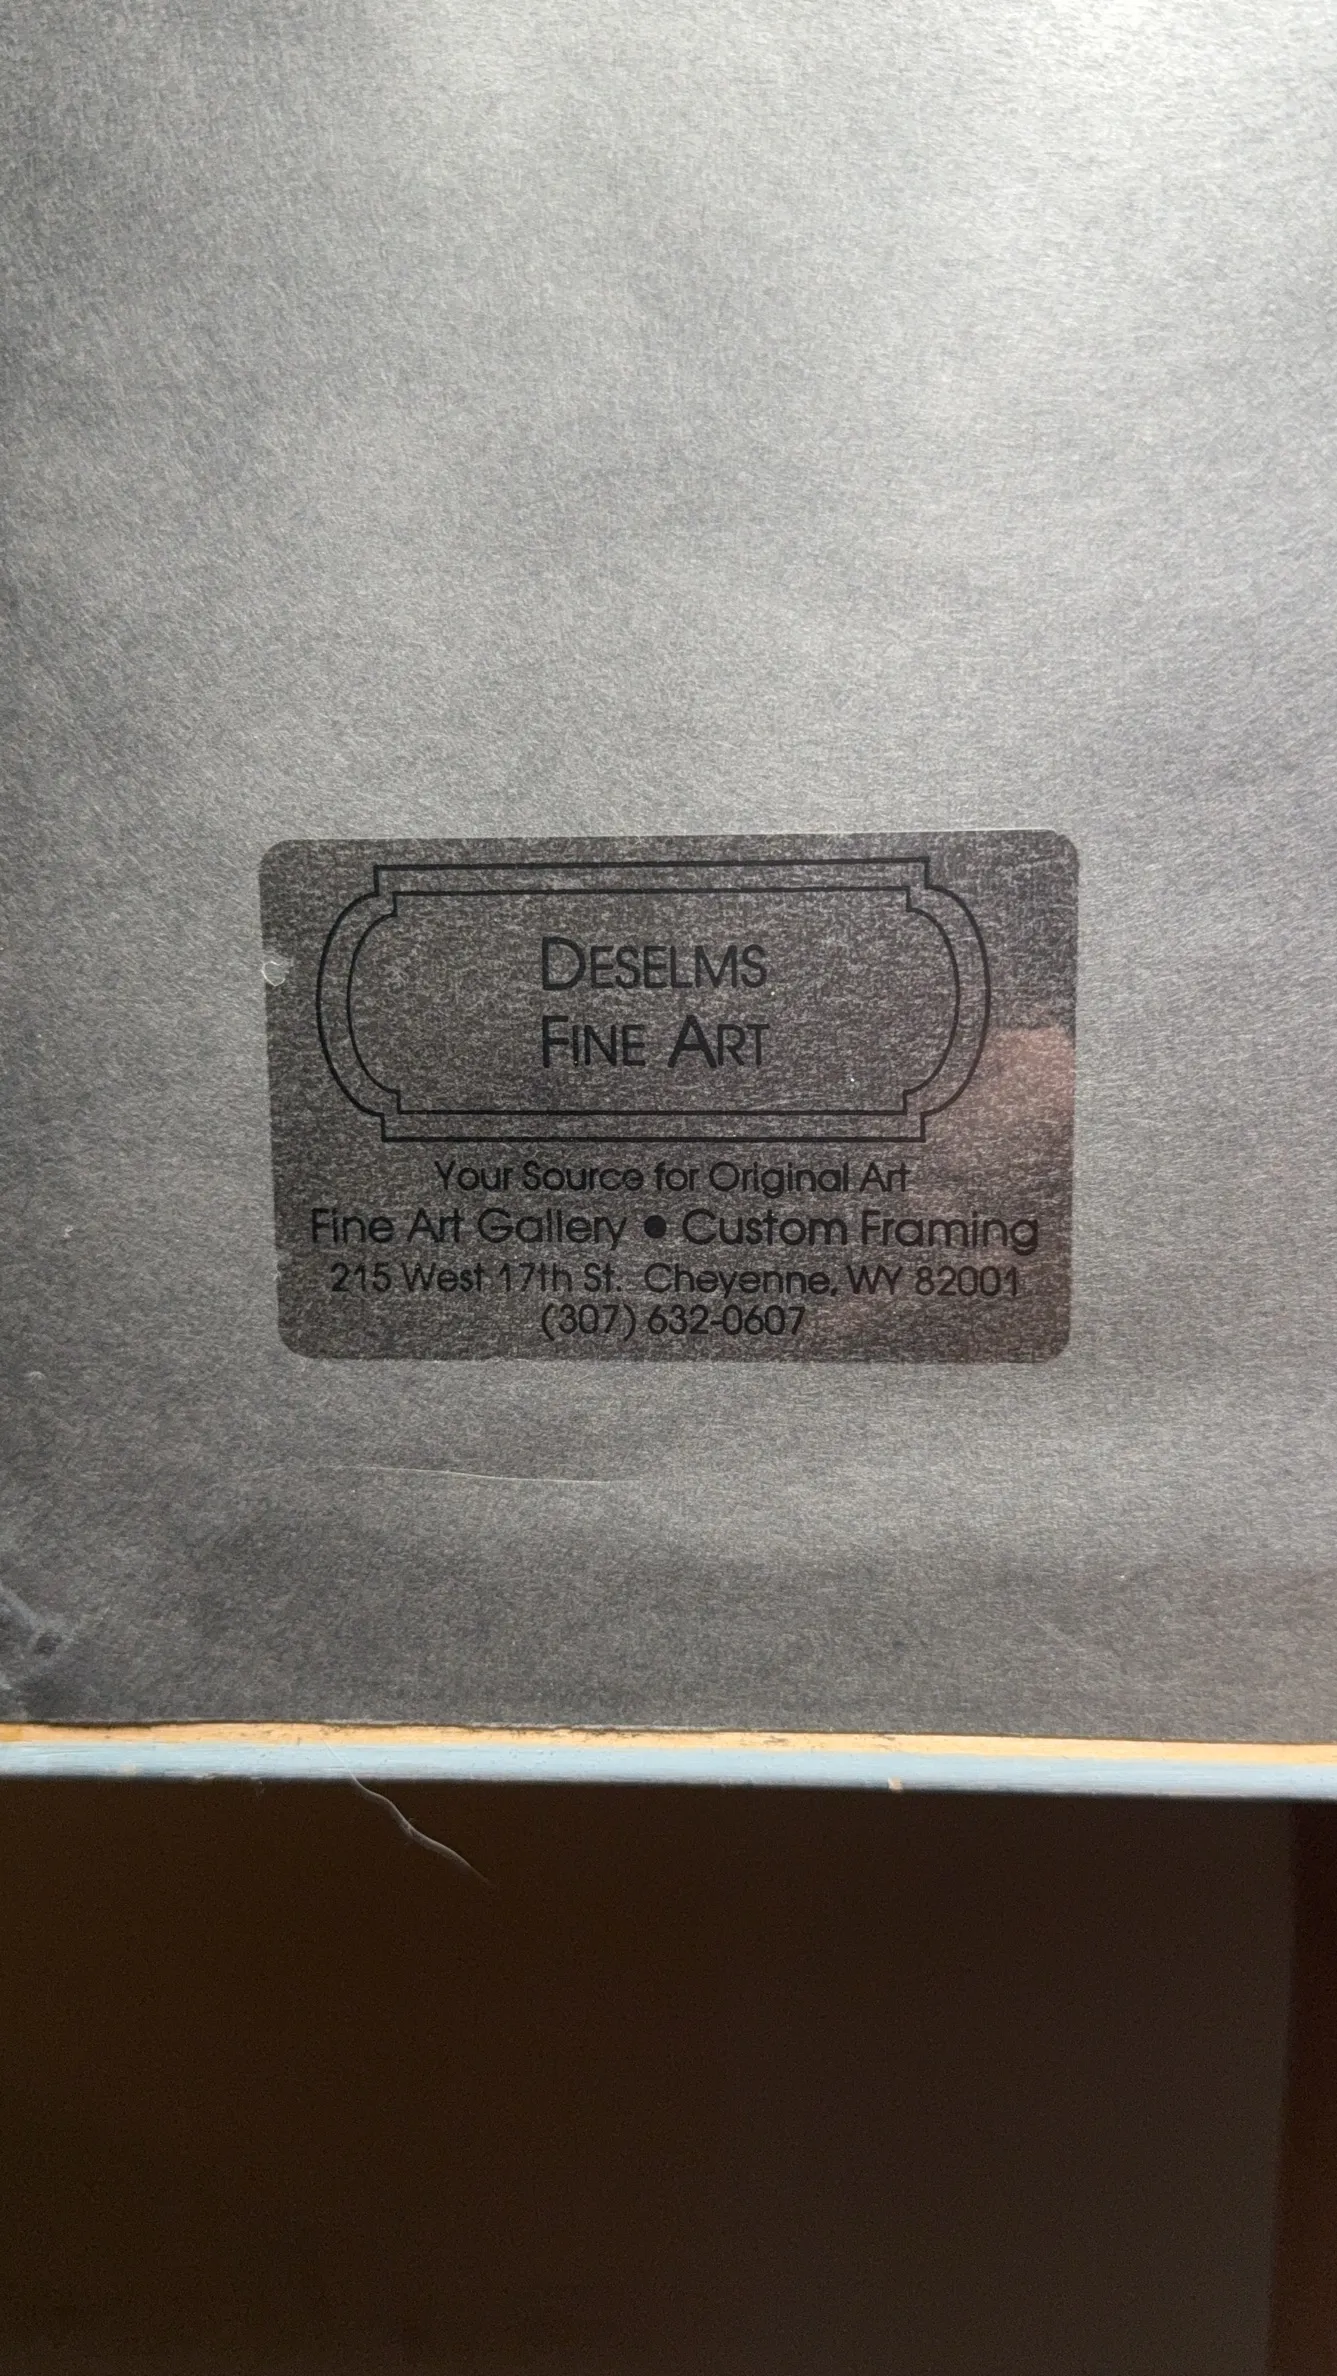 DESELMS
FINE ART
Your Source for Original Art
Fine Art Gallery • Custom Framing
215 West 17th St. Cheyenne, WY 82001
(307) 632-0607